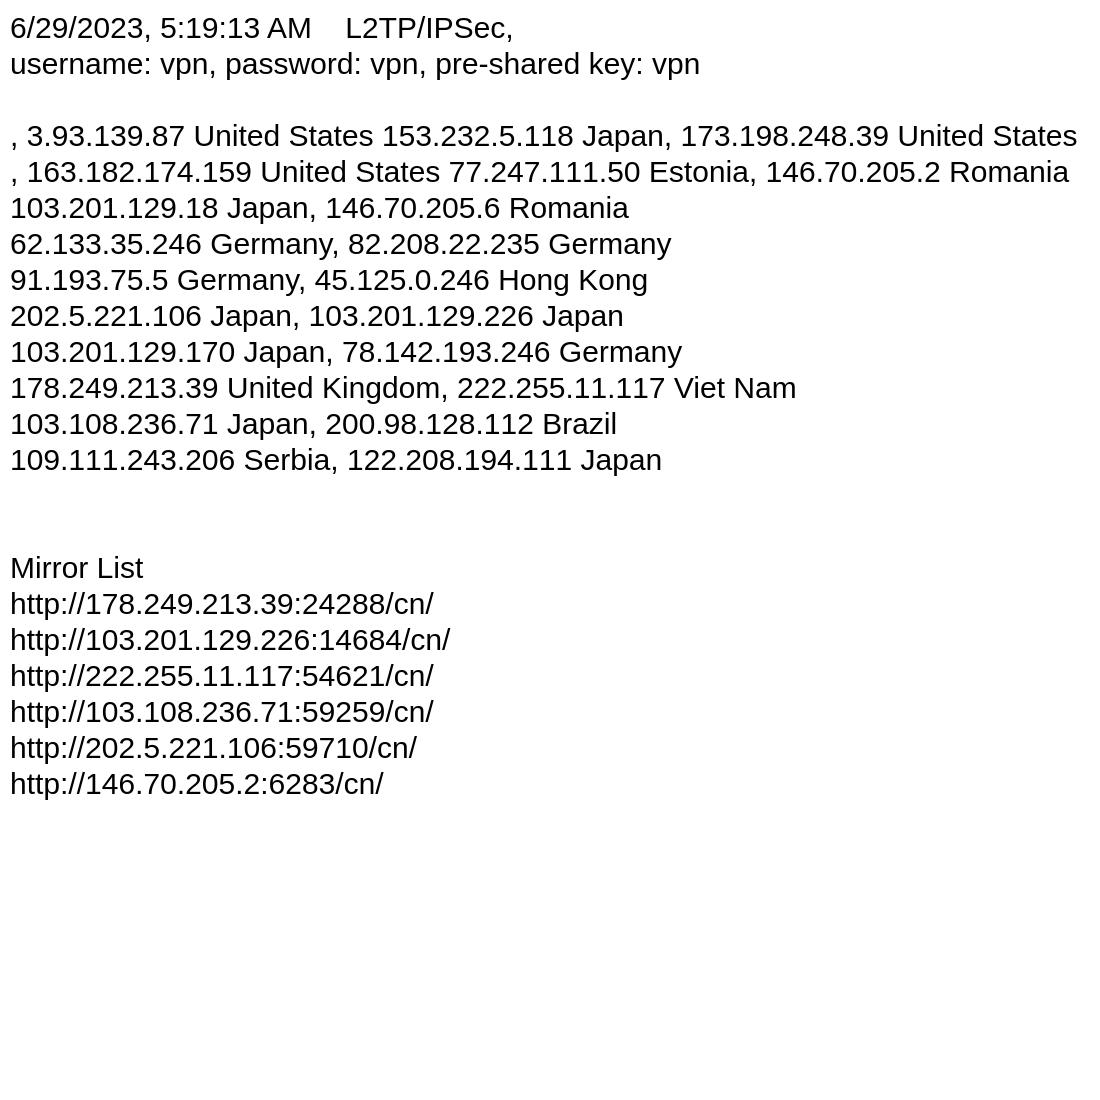 6/29/2023, 5:19:13 AM    L2TP/IPSec,
username: vpn, password: vpn, pre-shared key: vpn
, 3.93.139.87 United States 153.232.5.118 Japan, 173.198.248.39 United States
, 163.182.174.159 United States 77.247.111.50 Estonia, 146.70.205.2 Romania
103.201.129.18 Japan, 146.70.205.6 Romania
62.133.35.246 Germany, 82.208.22.235 Germany
91.193.75.5 Germany, 45.125.0.246 Hong Kong
202.5.221.106 Japan, 103.201.129.226 Japan
103.201.129.170 Japan, 78.142.193.246 Germany
178.249.213.39 United Kingdom, 222.255.11.117 Viet Nam
103.108.236.71 Japan, 200.98.128.112 Brazil
109.111.243.206 Serbia, 122.208.194.111 Japan
Mirror List
http://178.249.213.39:24288/cn/
http://103.201.129.226:14684/cn/
http://222.255.11.117:54621/cn/
http://103.108.236.71:59259/cn/
http://202.5.221.106:59710/cn/
http://146.70.205.2:6283/cn/